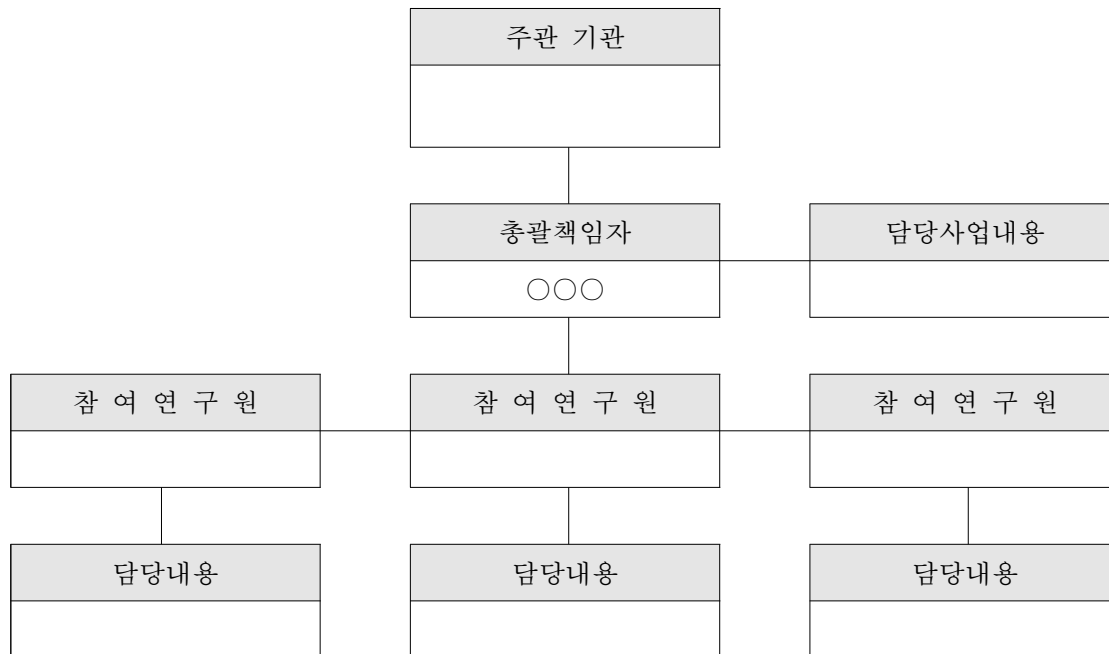 주관 기관
총괄책임자
담당사업내용
○○○
참 여 연 구 원
참 여 연 구 원
참 여 연 구 원
담당내용
담당내용
담당내용